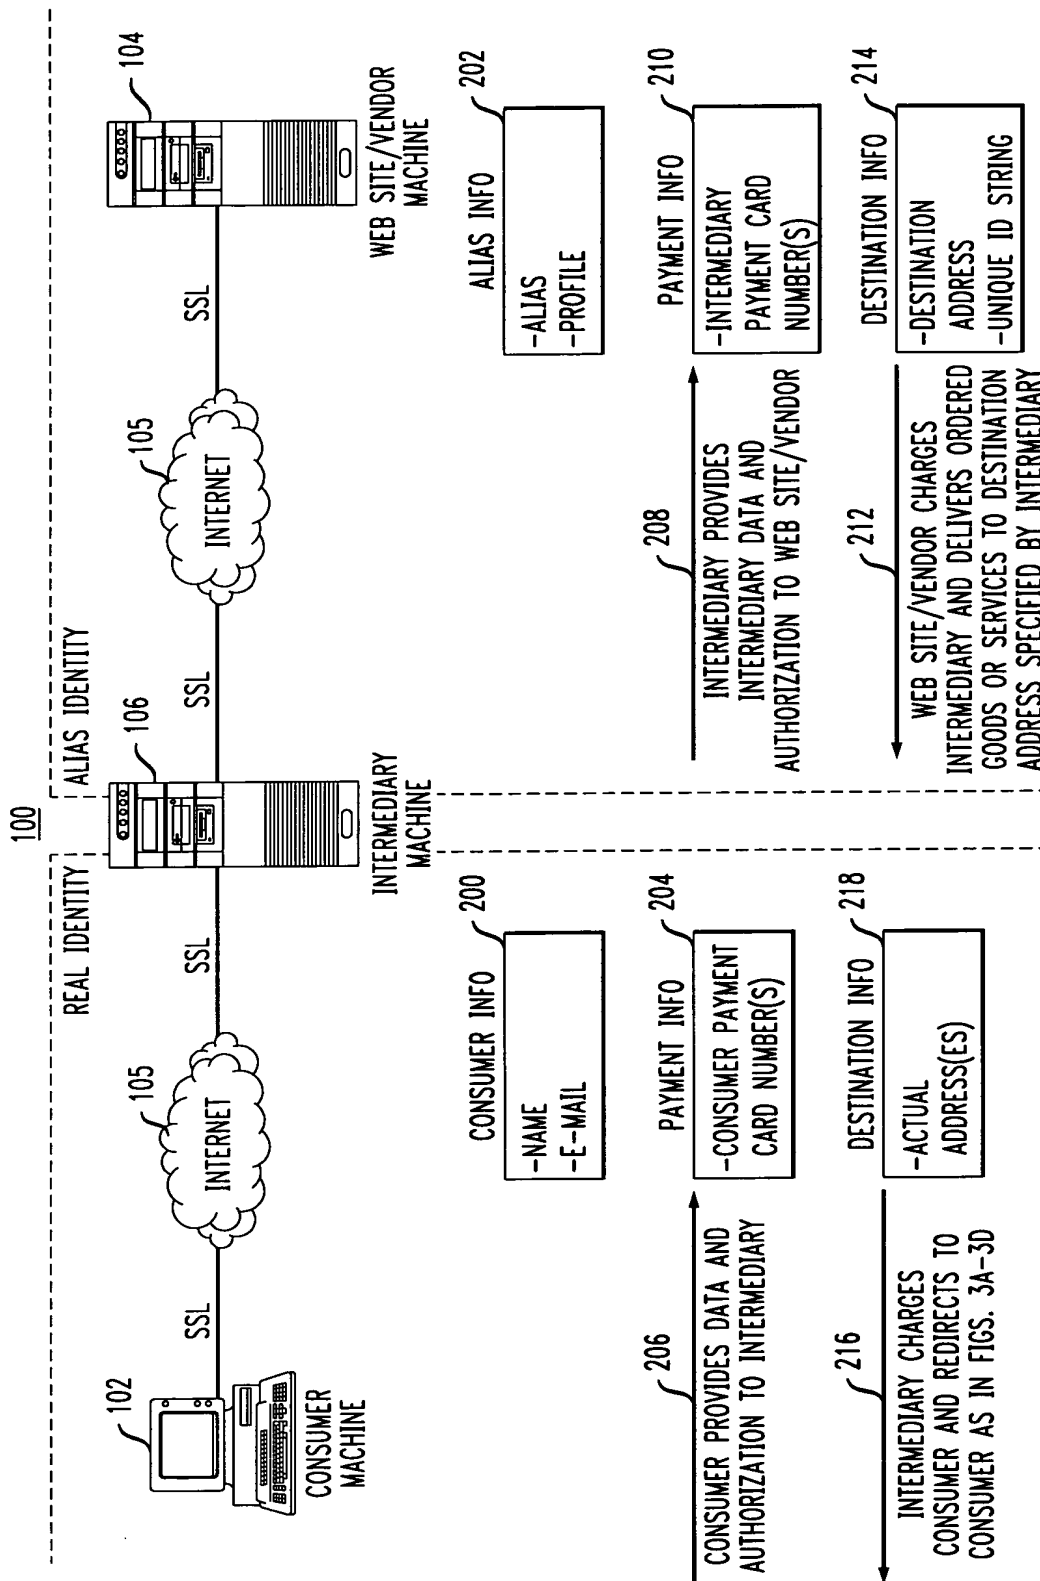 100
REAL IDENTITY
ALIAS IDENTITY
102
CONSUMER
MACHINE
SSL
105
INTERNET
SSL
106
INTERMEDIARY
MACHINE
SSL
105
INTERNET
SSL
104
WEB SITE/VENDOR
MACHINE
CONSUMER INFO
200
-NAME
-E-MAIL
ALIAS INFO
202
-ALIAS
-PROFILE
206
CONSUMER PROVIDES DATA AND
AUTHORIZATION TO INTERMEDIARY
PAYMENT INFO
204
-CONSUMER PAYMENT
CARD NUMBER(S)
208
INTERMEDIARY PROVIDES
INTERMEDIARY DATA AND
AUTHORIZATION TO WEB SITE/VENDOR
PAYMENT INFO
210
-INTERMEDIARY
PAYMENT CARD
NUMBER(S)
216
INTERMEDIARY CHARGES
CONSUMER AND REDIRECTS TO
CONSUMER AS IN FIGS. 3A-3D
DESTINATION INFO
218
-ACTUAL
ADDRESS(ES)
212
WEB SITE/VENDOR CHARGES
INTERMEDIARY AND DELIVERS ORDERED
GOODS OR SERVICES TO DESTINATION
ADDRESS SPECIFIED BY INTERMEDIARY
DESTINATION INFO
214
-DESTINATION
ADDRESS
-UNIQUE ID STRING